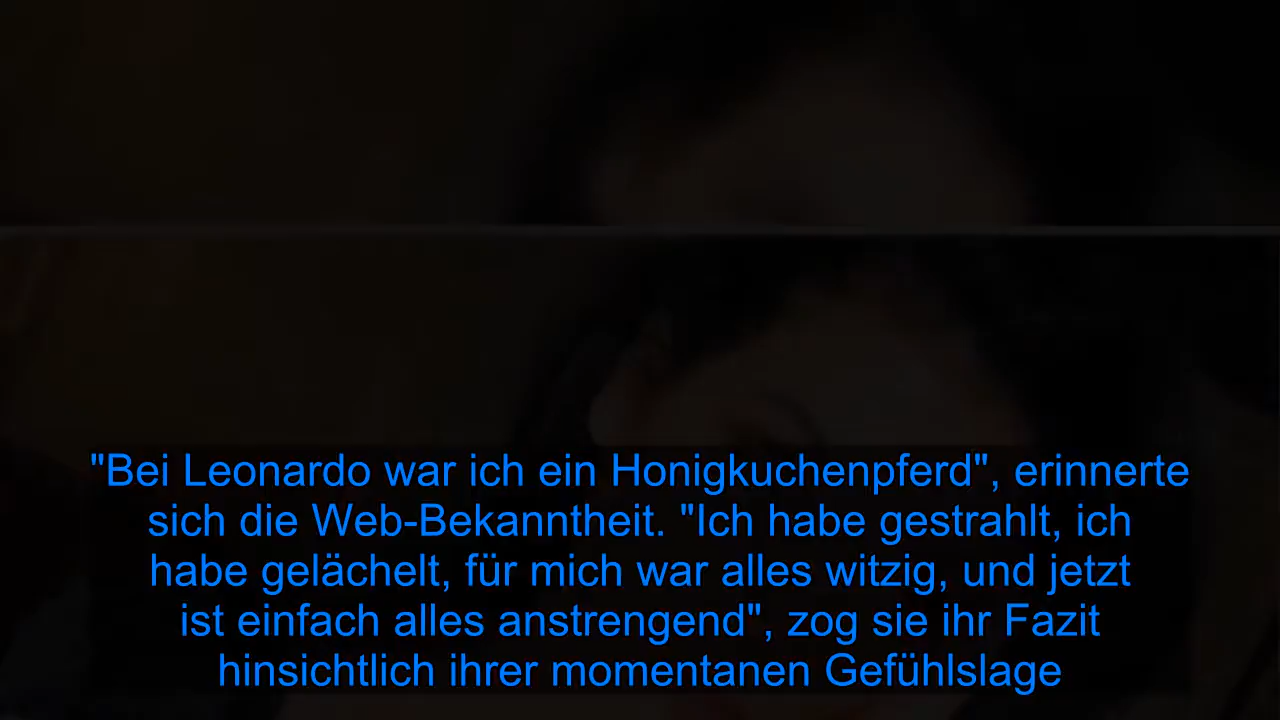 "Bei Leonardo war ich ein Honigkuchenpferd", erinnerte
sich die Web-Bekanntheit. "Ich habe gestrahlt, ich
habe gelächelt, für mich war alles witzig, und jetzt
ist einfach alles anstrengend", zog sie ihr Fazit
hinsichtlich ihrer momentanen Gefühlslage